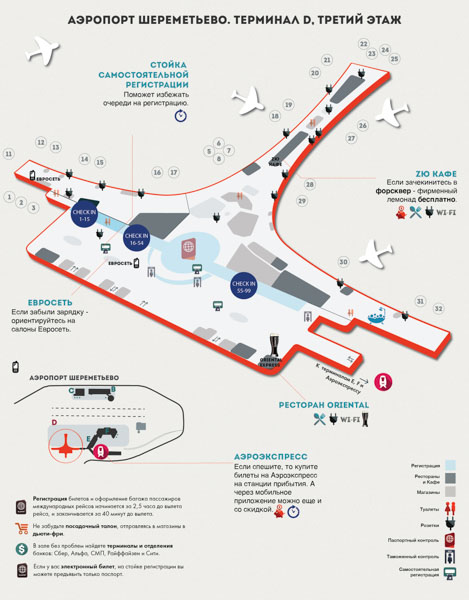 АЭРОПОРТ ШЕРЕМЕТЬЕВО. ТЕРМИНАЛ D, ТРЕТИЙ ЭТАЖ
СТОЙКА
САМОСТОЯТЕЛЬНОЙ
РЕГИСТРАЦИИ
Поможет избежать
очереди на регистрацию.
22
23
24
25
21
20
26
19
18
27
12
13
11
14
15
16
17
5
6
7
8
9
ZЮ
КАФЕ
ZЮ КАФЕ
Если зачекинитесь в
форсквер - фирменный
лимонад бесплатно.
WI-FI
ЕВРОСЕТЬ
1
2
3
28
29
CHECK IN
1-15
CHECK IN
16-54
ЕВРОСЕТЬ
CHECK IN
55-99
30
31
32
ЕВРОСЕТЬ
Если забыли зарядку -
ориентируйтесь на
салоны Евросеть.
ORIENTAL
EXPRESS
К терминалам E, F и
Аэроэкспрессу
РЕСТОРАН ORIENTAL
WI-FI
АЭРОПОРТ ШЕРЕМЕТЬЕВО
C
B
D
E
F
АЭРОЭКСПРЕСС
Если спешите, то купите
билеты на Аэроэкспресс
на станции прибытия. А
через мобильное
приложение можно еще и
со скидкой.
Регистрация билетов и оформление багажа пассажиров
международных рейсов начинается за 2,5 часа до вылета
рейса, и заканчивается за 40 минут до вылета.
Не забудьте посадочный талон, отправляясь в магазины в
дьюти-фри.
В зале без проблем найдете терминалы и отделения
банков: Сбер, Альфа, СМП, Райффайзен и Сити.
Если у вас электронный билет, на стойке регистрации вы
можете предъявить только паспорт.
Регистрация
Рестораны
и Кафе
Магазины
Туалеты
Розетки
Паспортный контроль
Таможенный контроль
Самостоятельная
регистрация